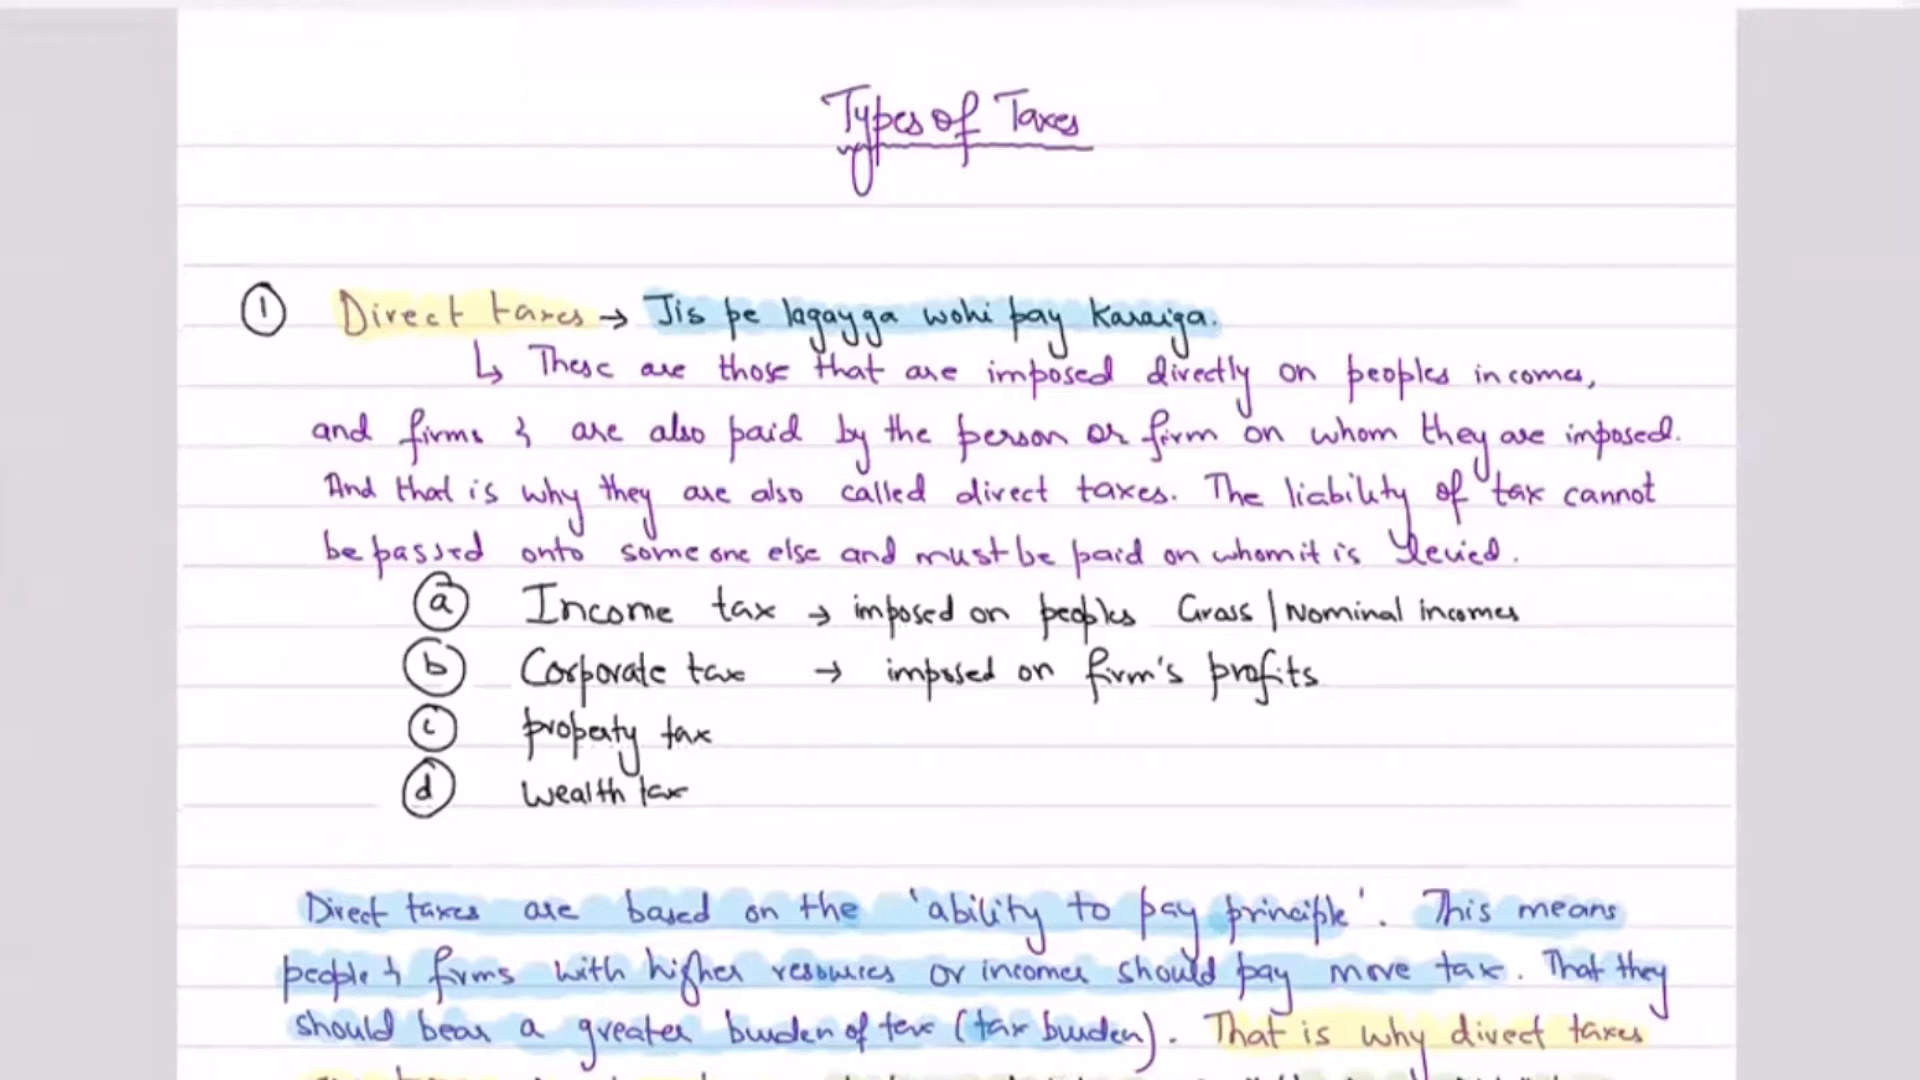 Types of Taxes
① Direct taxes → Jis pe lagayga wohi pay karaiga.
↳ These are those that are imposed directly on peoples incomes,
and firms & are also paid by the person or firm on whom they are imposed.
And that is why they are also called direct taxes. The liability of tax cannot
be passed onto someone else and must be paid on whom it is levied.
ⓐ Income tax → imposed on peoples Gross / Nominal incomes
ⓑ Corporate tax → imposed on firm's profits
ⓒ property tax
ⓓ wealth tax
Direct taxes are based on the 'ability to pay principle'. This means
people & firms with higher resources or incomes should pay more tax. That they
should bear a greater burden of tax (tax burden). That is why direct taxes